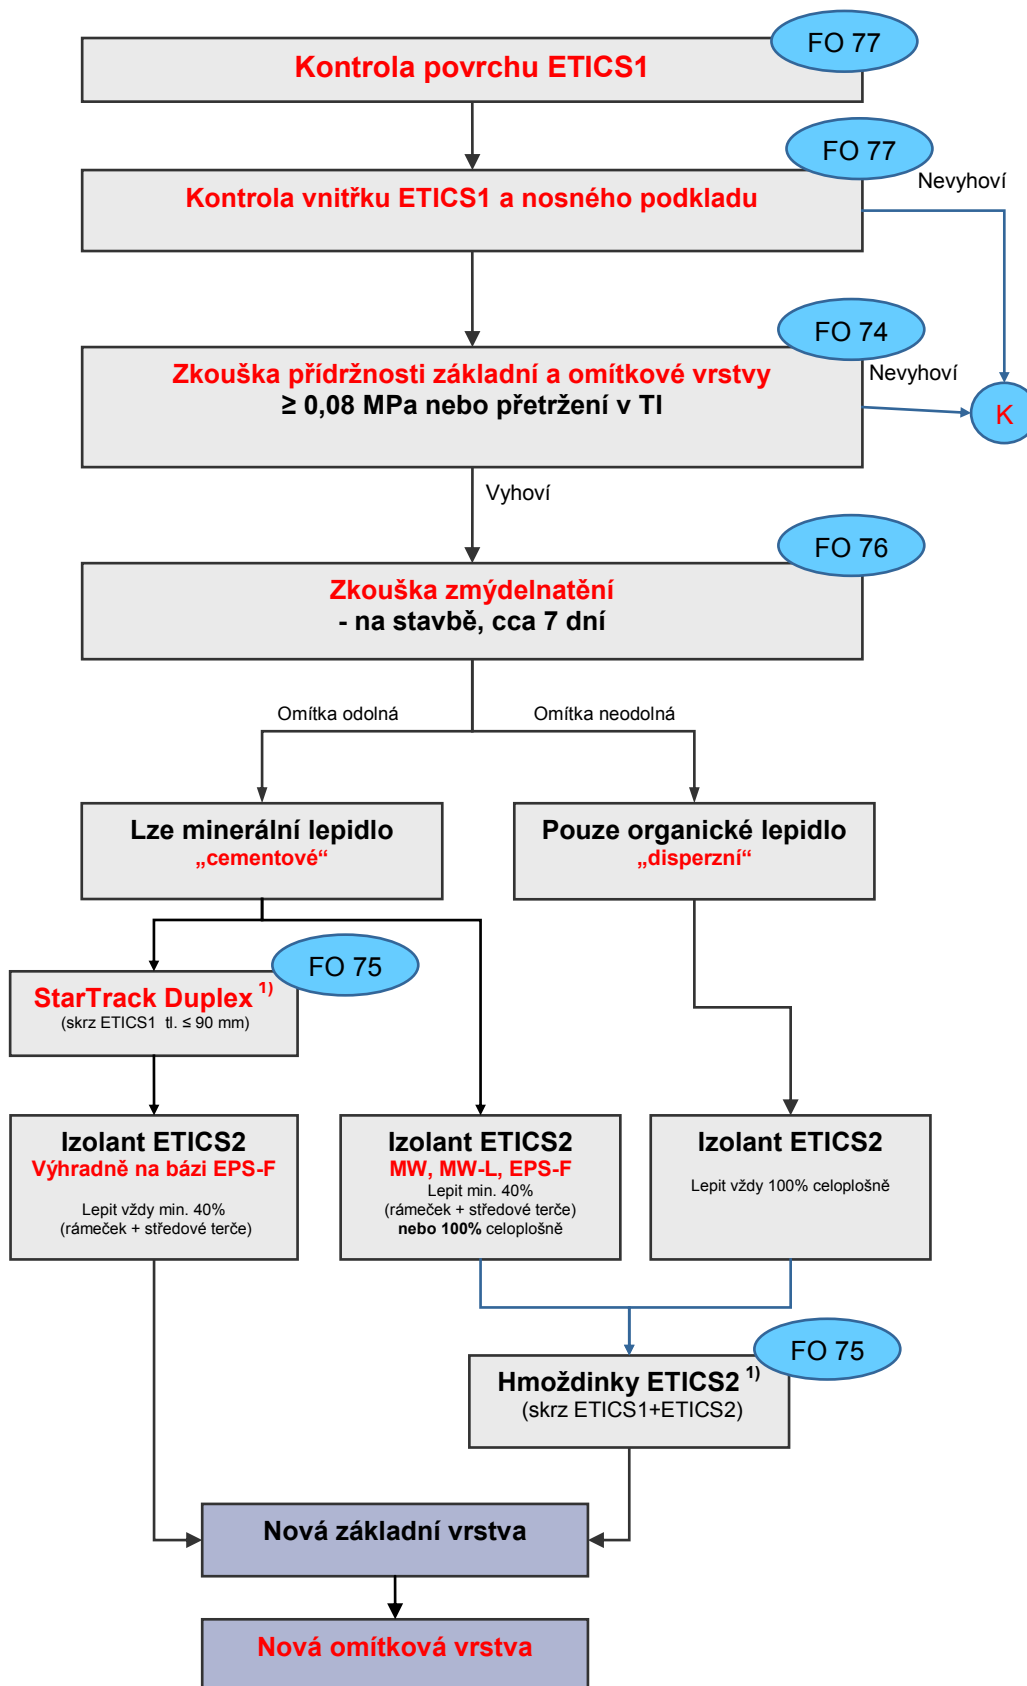 FO 77
Kontrola povrchu ETICS1
FO 77
Kontrola vnitřku ETICS1 a nosného podkladu
Nevyhoví
FO 74
Zkouška přídržnosti základní a omítkové vrstvy
≥ 0,08 MPa nebo přetržení v TI
Nevyhoví
K
Vyhoví
FO 76
Zkouška zmýdelnatění
- na stavbě, cca 7 dní
Omítka odolná
Omítka neodolná
Lze minerální lepidlo
„cementové“
Pouze organické lepidlo
„disperzní“
FO 75
StarTrack Duplex 1)
(skrz ETICS1 tl. ≤ 90 mm)
Izolant ETICS2
Výhradně na bázi EPS-F
Lepit vždy min. 40%
(rámeček + středové terče)
Izolant ETICS2
MW, MW-L, EPS-F
Lepit min. 40%
(rámeček + středové terče)
nebo 100% celoplošně
Izolant ETICS2
Lepit vždy 100% celoplošně
FO 75
Hmoždinky ETICS2 1)
(skrz ETICS1+ETICS2)
Nová základní vrstva
Nová omítková vrstva